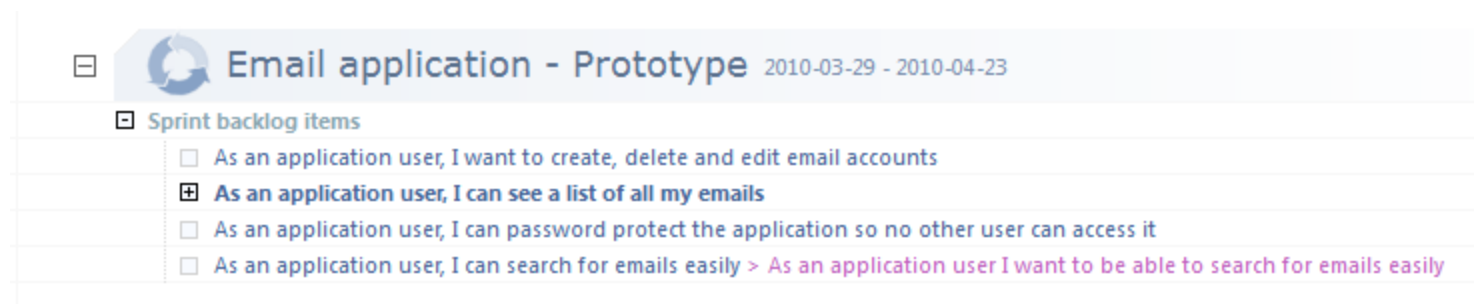 Email application - Prototype 2010-03-29 - 2010-04-23
Sprint backlog items
As an application user, I want to create, delete and edit email accounts
As an application user, I can see a list of all my emails
As an application user, I can password protect the application so no other user can access it
As an application user, I can search for emails easily > As an application user I want to be able to search for emails easily